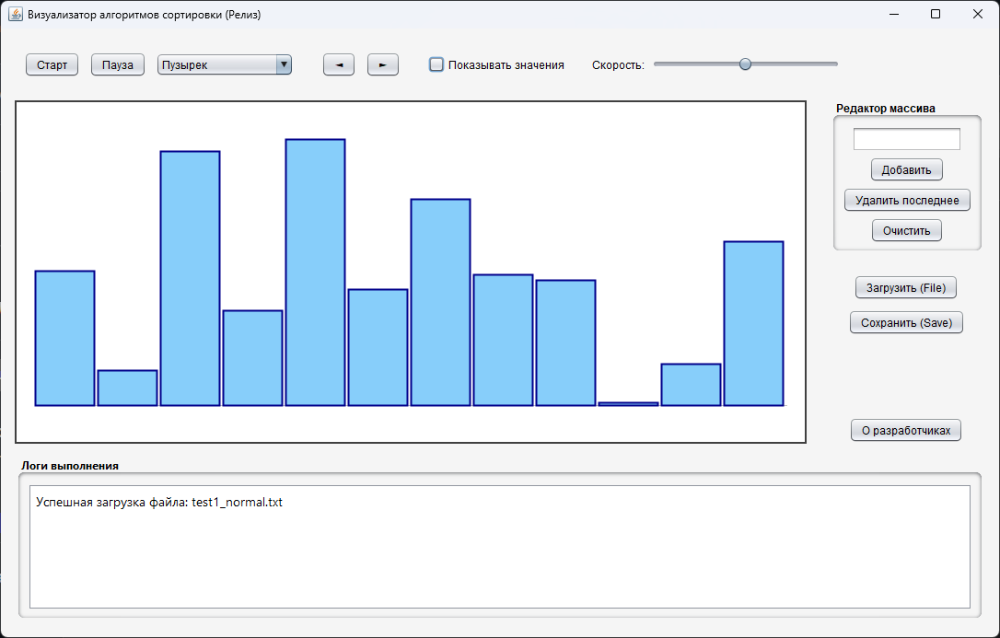 Визуализатор алгоритмов сортировки (Релиз)
Старт
Пауза
Пузырек
Показывать значения
Скорость:
Редактор массива
Добавить
Удалить последнее
Очистить
Загрузить (File)
Сохранить (Save)
О разработчиках
Логи выполнения
Успешная загрузка файла: test1_normal.txt